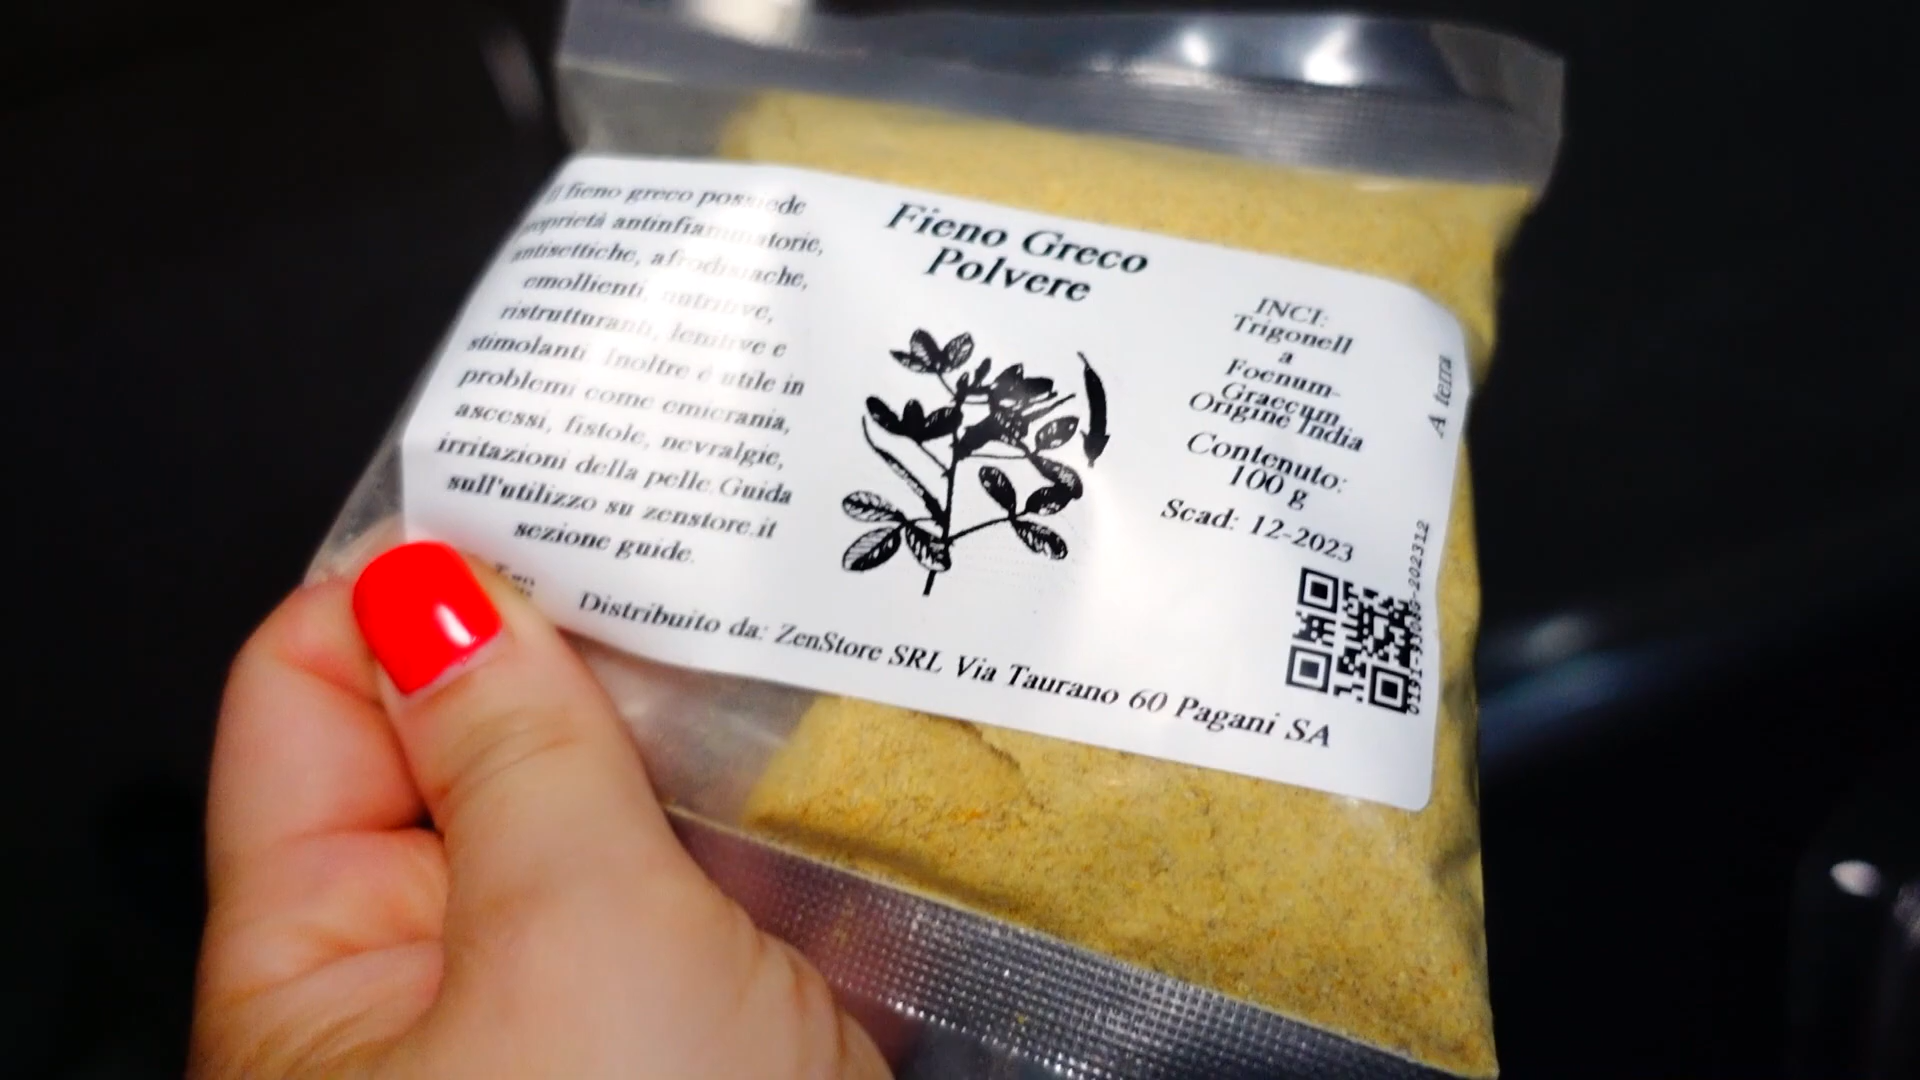 Il fieno greco possiede
proprietà antinfiammatorie,
antisettiche, afrodisiache,
emollienti, nutritive,
ristrutturanti, lenitive e
stimolanti. Inoltre è utile in
problemi come emicrania,
ascessi, fistole, nevralgie,
irritazioni della pelle.Guida
sull'utilizzo su zenstore.it
sezione guide.
Fieno Greco
Polvere
INCI:
Trigonell
a
Foenum-
Graecum,
Origine India
Contenuto:
100 g
Scad: 12-2023
A terra
Distribuito da: ZenStore SRL Via Taurano 60 Pagani SA